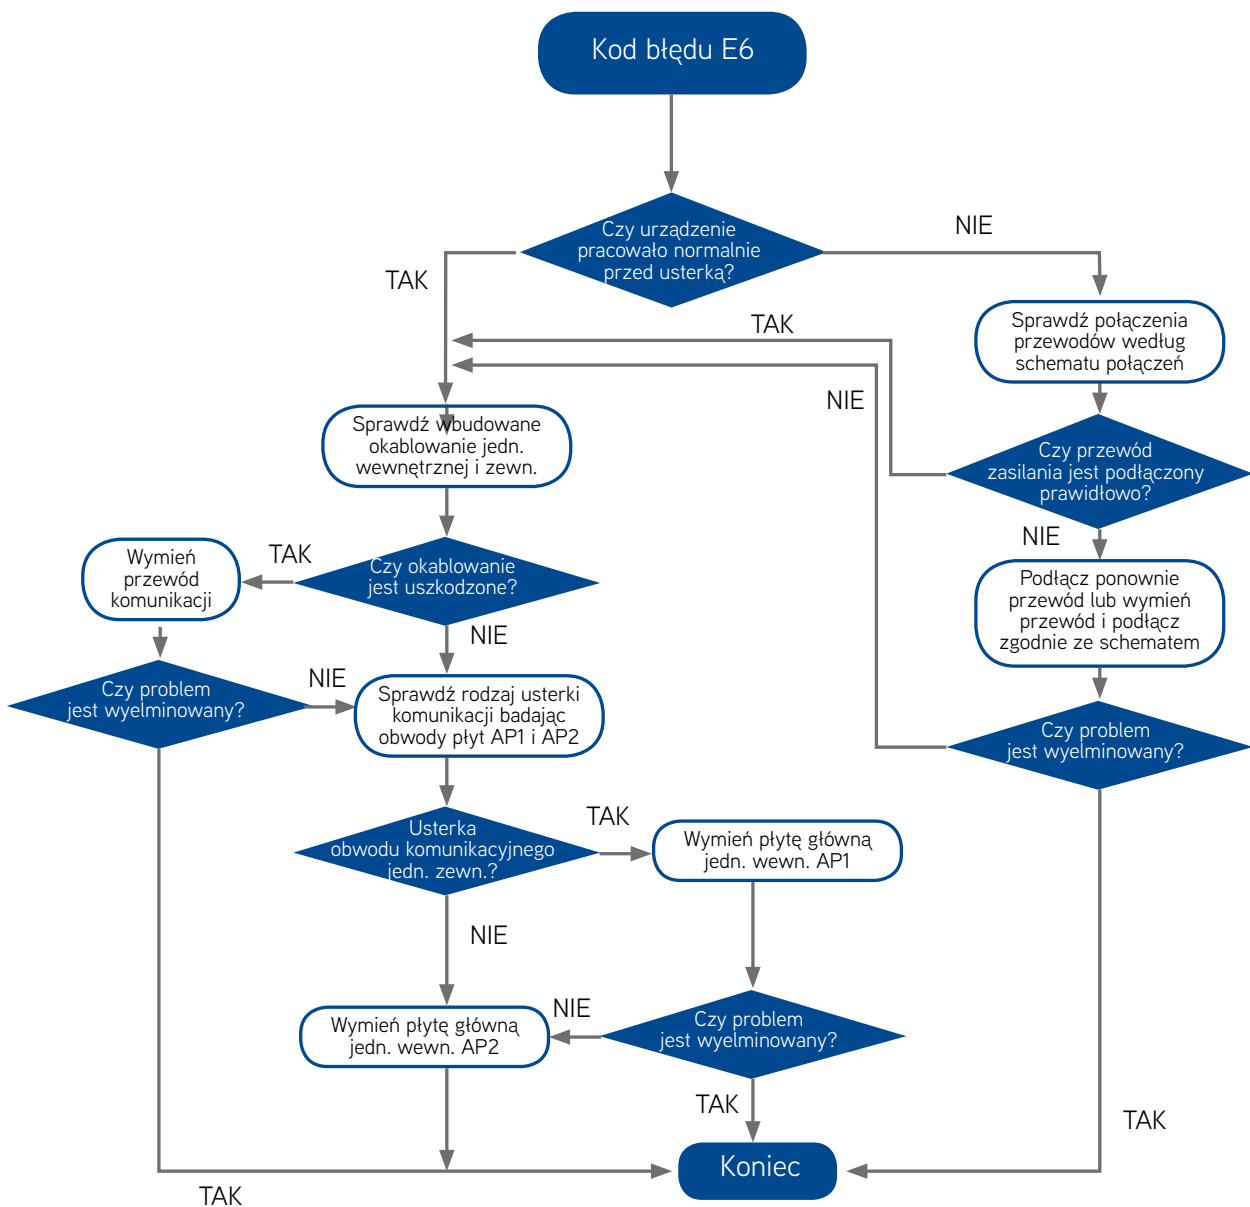 Kod błędu E6
Czy urządzenie
pracowało normalnie
przed usterką?
NIE
TAK
Sprawdź połączenia
przewodów według
schematu połączeń
TAK
NIE
Sprawdź wbudowane
okablowanie jedn.
wewnętrznej i zewn.
Czy przewód
zasilania jest podłączony
prawidłowo?
NIE
Wymień
przewód
komunikacji
TAK
Czy okablowanie
jest uszkodzone?
Podłącz ponownie
przewód lub wymień
przewód i podłącz
zgodnie ze schematem
NIE
Czy problem
jest wyelminowany?
NIE
Sprawdź rodzaj usterki
komunikacji badając
obwody płyt AP1 i AP2
Czy problem
jest wyelminowany?
Usterka
obwodu komunikacyjnego
jedn. zewn.?
TAK
Wymień płytę główną
jedn. wewn. AP1
NIE
Wymień płytę główną
jedn. wewn. AP2
NIE
Czy problem
jest wyelminowany?
TAK
TAK
Koniec
TAK